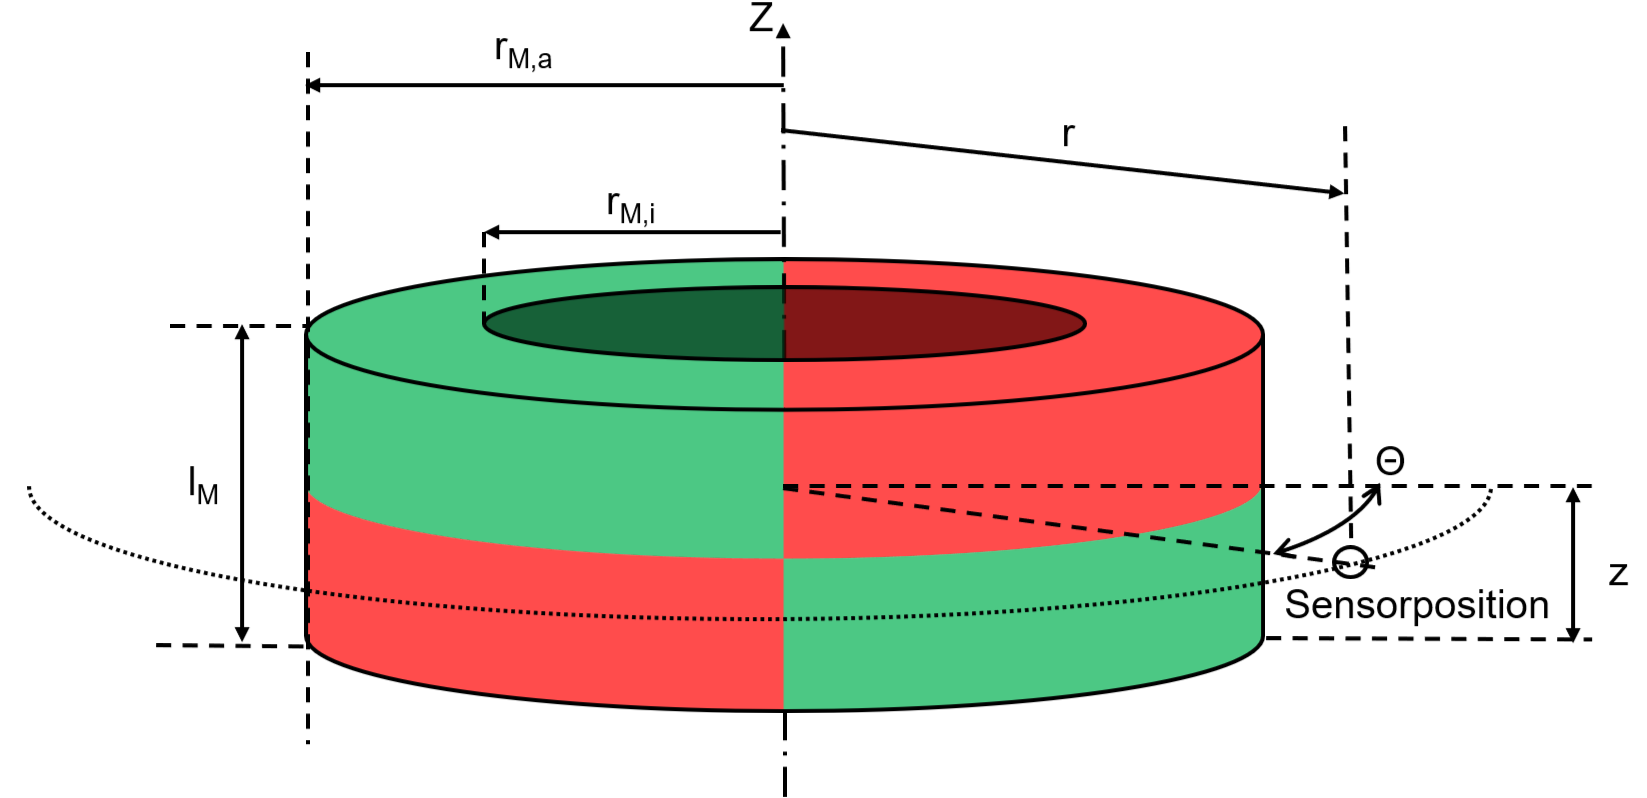 Z
r_M,a
r
r_M,i
Θ
l_M
z
Sensorposition